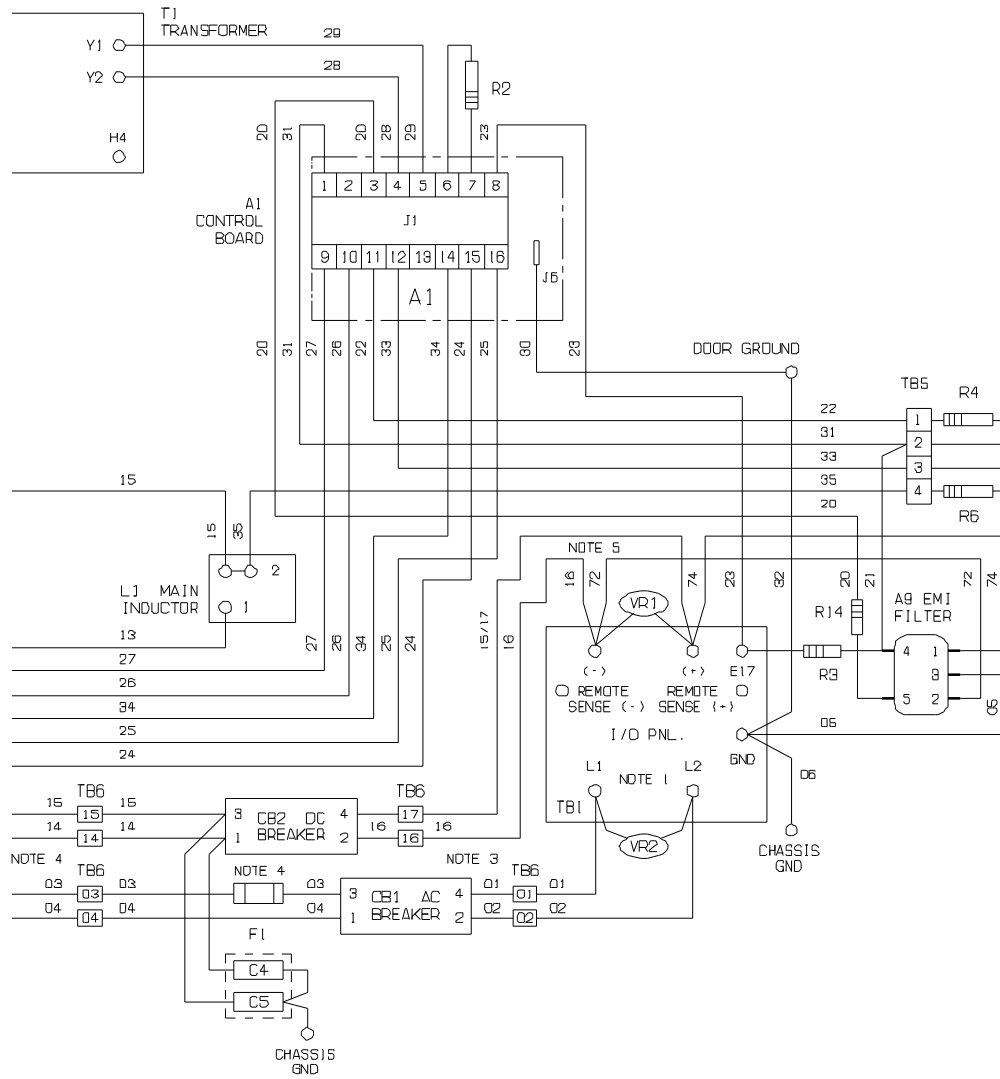 T1
TRANSFORMER
Y1
29
Y2
28
R2
H4
20 31 20 28 29 23
1 2 3 4 5 6 7 8
A1
CONTROL
BOARD
J1
9 10 11 12 13 14 15 16
A1
20 31 27 26 22 33 34 24 25 30 23
DOOR GROUND
TB5
R4
22
1
31
2
33
3
35
4
20
R6
15
15 35
NOTE 5
2
L1 MAIN
INDUCTOR
1
16 72 74 23 32 20 21 72 74
VR1
R14
A9 EMI
FILTER
13
27
27 26 34 25 24 15/17 16
(-)
(+)
E17
R3
4 1
3
5 2
26
REMOTE
SENSE (-)
REMOTE
SENSE (+)
34
25
I/O PNL.
06
05
24
GND
L1
L2
NOTE 1
06
TB1
TB6
15 15 15
3 CB2 DC 4
BREAKER
1 2
TB6
17
14 14 14
16 16 16
VR2
CHASSIS
GND
NOTE 4
NOTE 4
NOTE 3
TB6
03 03 03
03
3 CB1 AC 4
BREAKER
1 2
TB6
01 01 01
04 04 04
04
02 02 02
F1
C4
C5
CHASSIS
GND